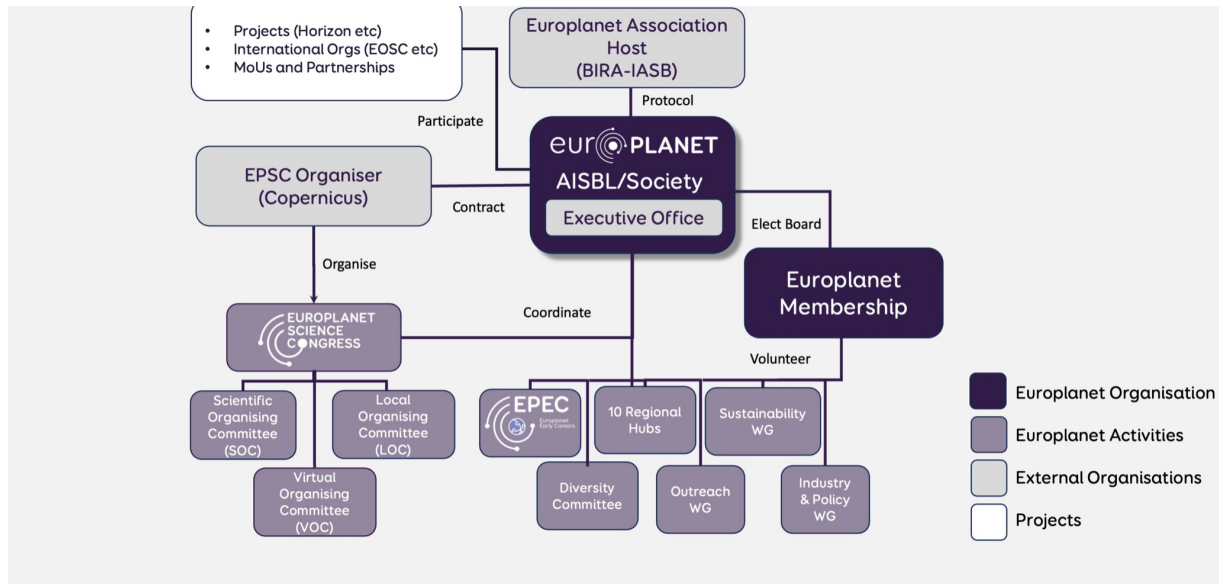 • Projects (Horizon etc)
• International Orgs (EOSC etc)
• MoUs and Partnerships
Europlanet Association
Host
(BIRA-IASB)
Protocol
Participate
EUROPLANET
AISBL/Society
Executive Office
EPSC Organiser
(Copernicus)
Contract
Elect Board
Organise
Europlanet
Membership
Coordinate
EUROPLANET
SCIENCE
CONGRESS
Volunteer
Scientific
Organising
Committee
(SOC)
Local
Organising
Committee
(LOC)
Virtual
Organising
Committee
(VOC)
EPEC
Europlanet
Early Careers
10 Regional
Hubs
Sustainability
WG
Diversity
Committee
Outreach
WG
Industry
& Policy
WG
Europlanet Organisation
Europlanet Activities
External Organisations
Projects